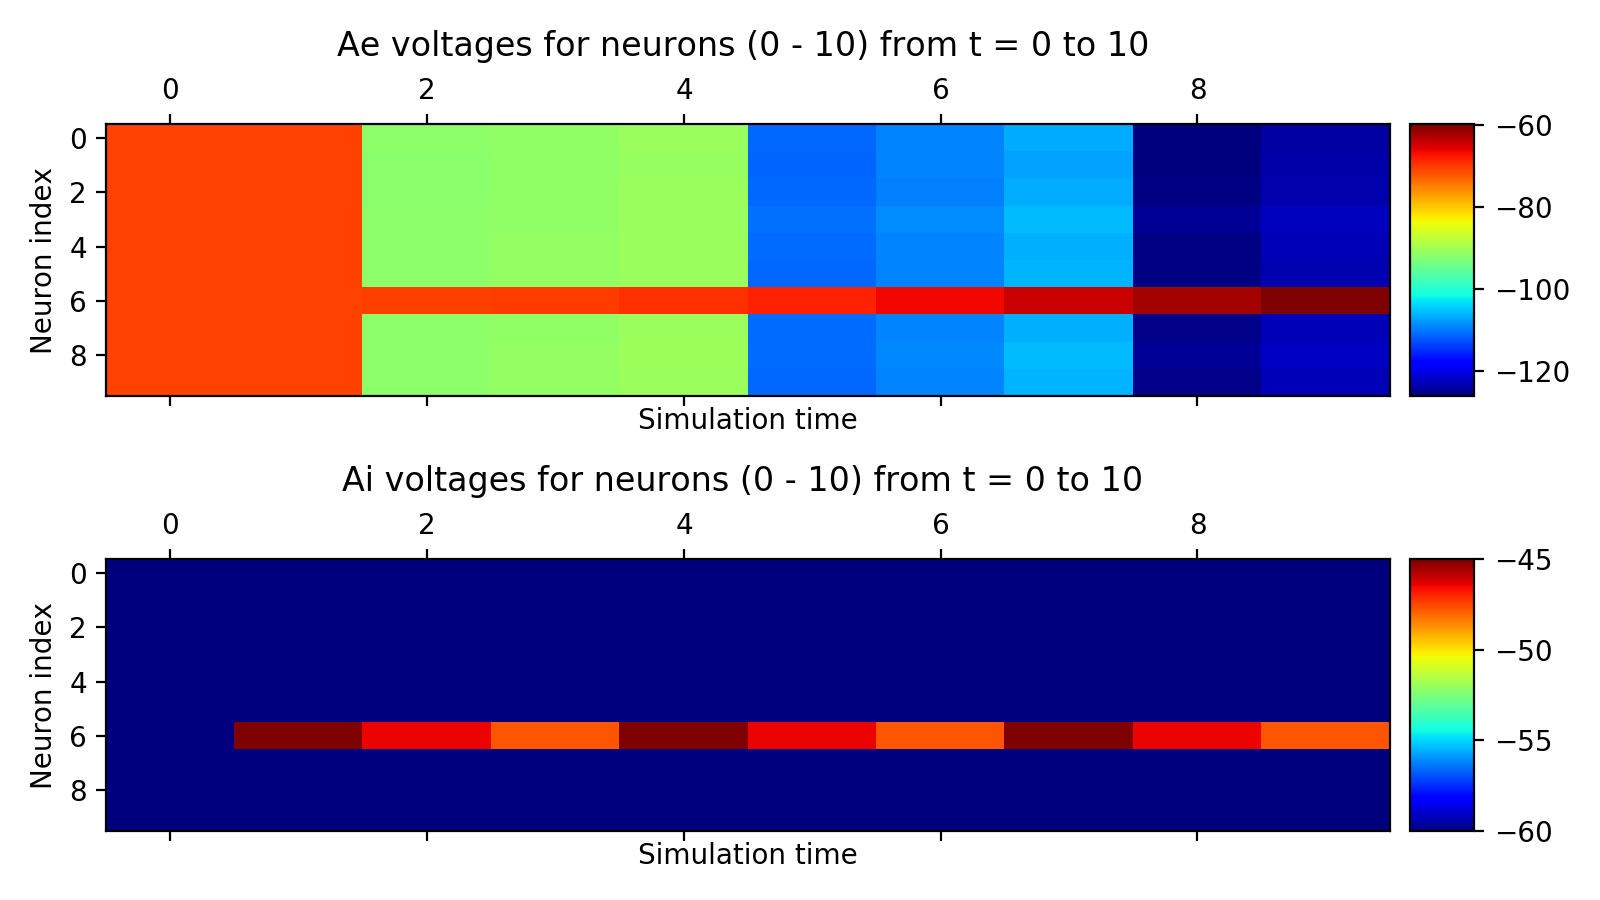 Ae voltages for neurons (0 - 10) from t = 0 to 10
0 2 4 6 8
Neuron index
0
2
4
6
8
Simulation time
−60
−80
−100
−120
Ai voltages for neurons (0 - 10) from t = 0 to 10
0 2 4 6 8
Neuron index
0
2
4
6
8
Simulation time
−45
−50
−55
−60